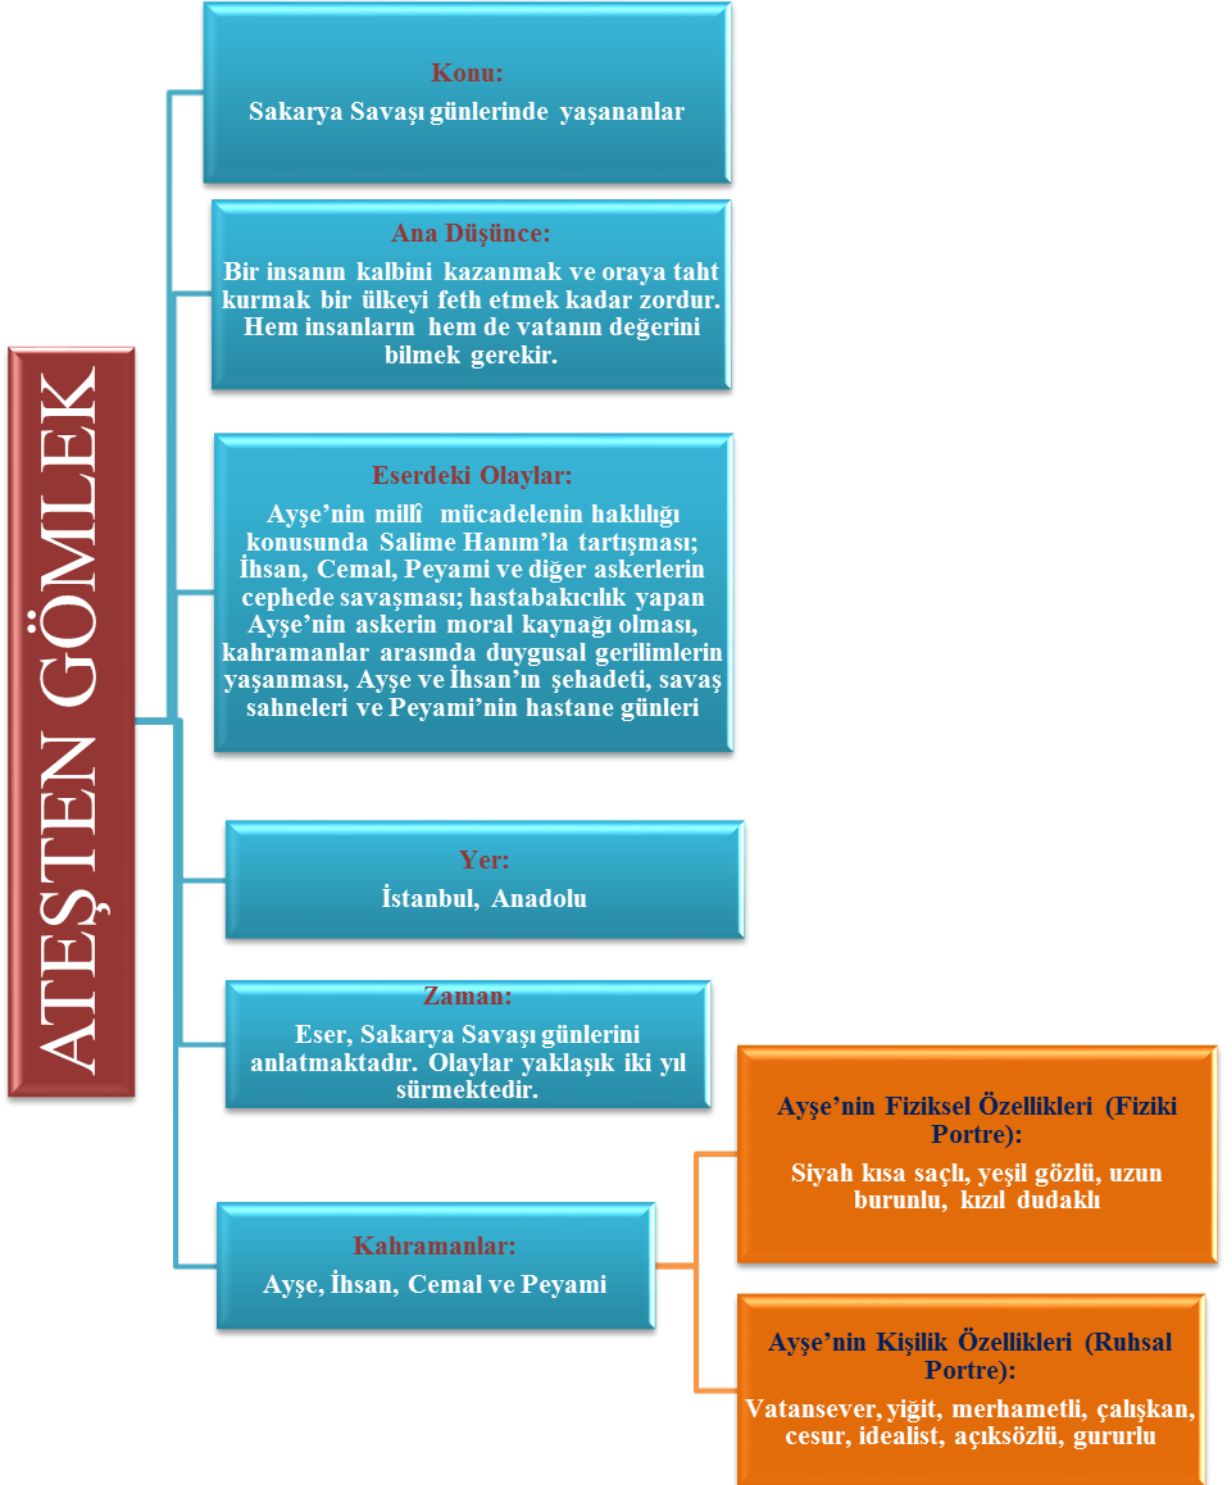 ATEŞTEN GÖMLEK
Konu:
Sakarya Savaşı günlerinde yaşananlar
Ana Düşünce:
Bir insanın kalbini kazanmak ve oraya taht
kurmak bir ülkeyi feth etmek kadar zordur.
Hem insanların hem de vatanın değerini
bilmek gerekir.
Eserdeki Olaylar:
Ayşe’nin millî mücadelenin haklılığı
konusunda Salime Hanım’la tartışması;
İhsan, Cemal, Peyami ve diğer askerlerin
cephede savaşması; hastabakıcılık yapan
Ayşe’nin askerin moral kaynağı olması,
kahramanlar arasında duygusal gerilimlerin
yaşanması, Ayşe ve İhsan’ın şehadeti, savaş
sahneleri ve Peyami’nin hastane günleri
Yer:
İstanbul, Anadolu
Zaman:
Eser, Sakarya Savaşı günlerini
anlatmaktadır. Olaylar yaklaşık iki yıl
sürmektedir.
Kahramanlar:
Ayşe, İhsan, Cemal ve Peyami
Ayşe’nin Fiziksel Özellikleri (Fiziki
Portre):
Siyah kısa saçlı, yeşil gözlü, uzun
burunlu, kızıl dudaklı
Ayşe’nin Kişilik Özellikleri (Ruhsal
Portre):
Vatansever, yiğit, merhametli, çalışkan,
cesur, idealist, açıksözlü, gururlu